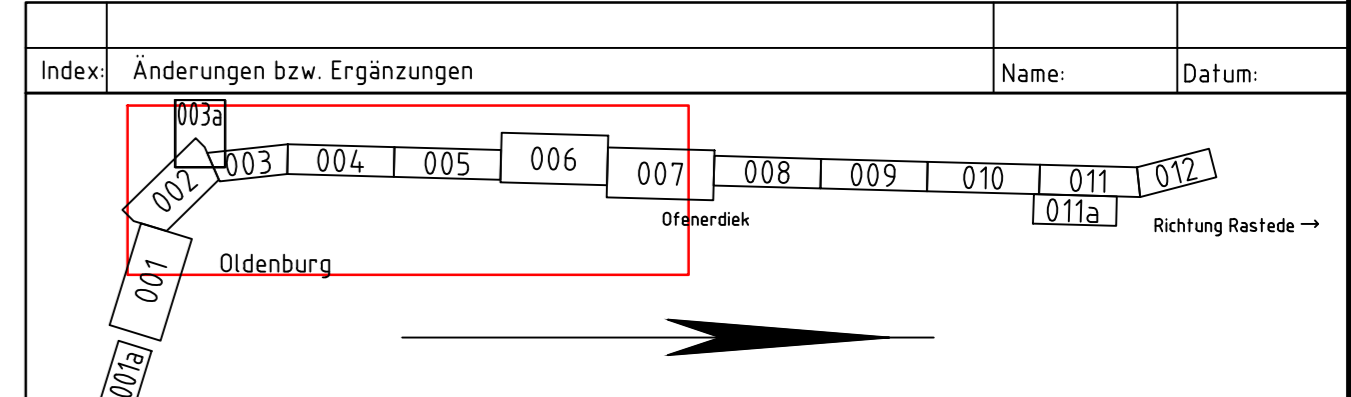 Index: Änderungen bzw. Ergänzungen Name: Datum:
003a
002 003 004 005 006 007 008 009 010 011 012
011a
Ofenerdiek
Richtung Rastede →
Oldenburg
001
001a